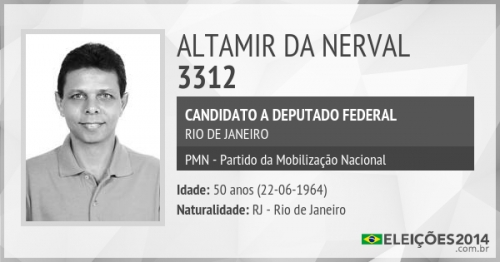 ALTAMIR DA NERVAL
3312
CANDIDATO A DEPUTADO FEDERAL
RIO DE JANEIRO
PMN - Partido da Mobilização Nacional
Idade: 50 anos (22-06-1964)
Naturalidade: RJ - Rio de Janeiro
ELEIÇÕES2014
.com.br